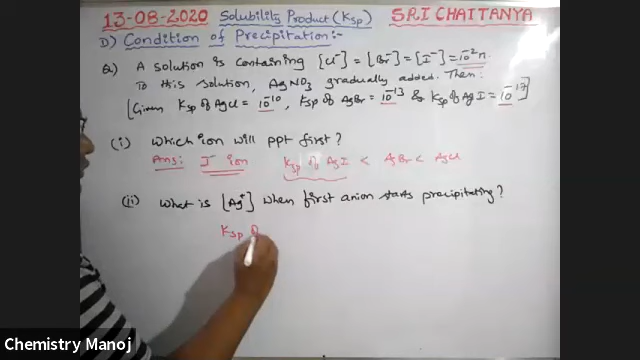 13-08-2020 Solubility Product (Ksp) SRI CHAITANYA
D) Condition of Precipitation:-
Q) A solution is containing [Cl⁻] = [Br⁻] = [I⁻] = 10⁻² M.
To this solution, AgNO₃ gradually added. Then:
[Given Ksp of AgCl = 10⁻¹⁰, Ksp of AgBr = 10⁻¹³ & Ksp of AgI = 10⁻¹⁷]
(i) Which ion will ppt first?
Ans: I⁻ ion Ksp of AgI < AgBr < AgCl
(ii) What is [Ag⁺] when first anion starts precipitating?
Ksp
Chemistry Manoj